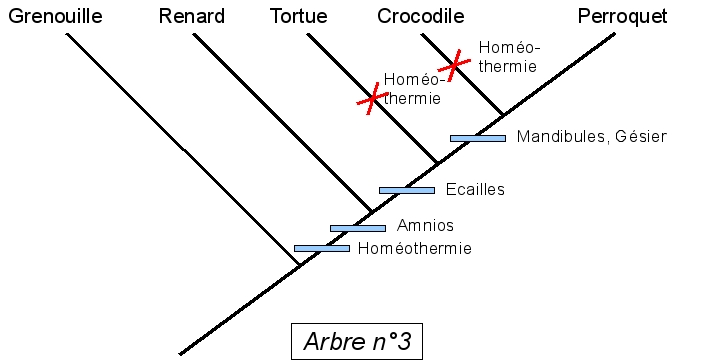 Grenouille Renard Tortue Crocodile Perroquet
Homéo-
thermie
Homéo-
thermie
Mandibules, Gésier
Ecailles
Amnios
Homéothermie
Arbre n°3